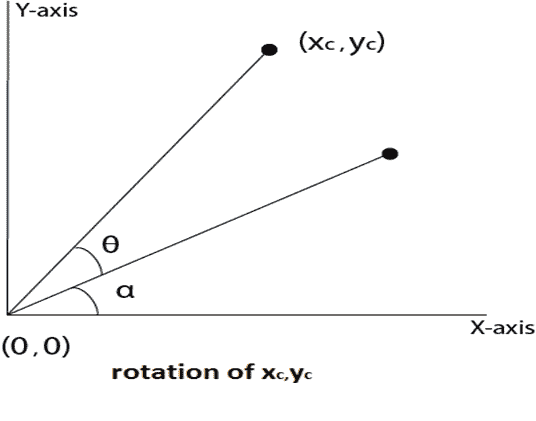 Y-axis
(xc,yc)
θ
α
X-axis
(0,0)
rotation of xc,yc